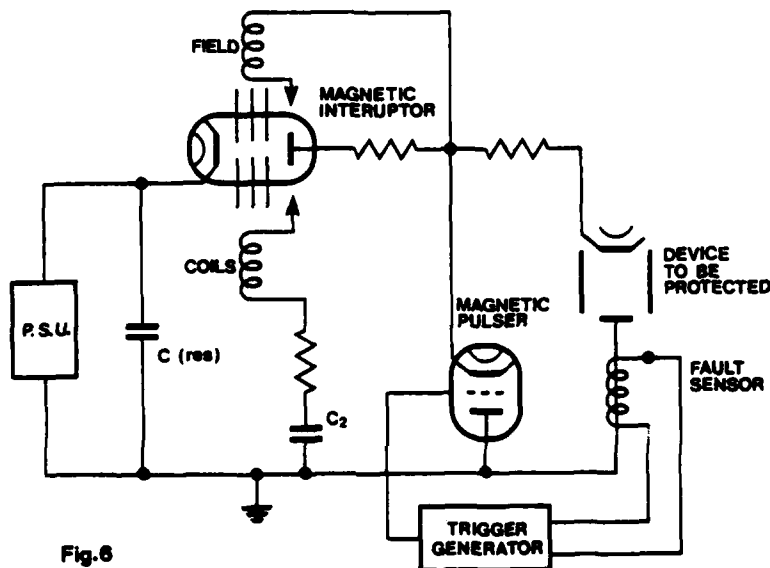 FIELD
MAGNETIC
INTERUPTOR
COILS
P.S.U.
C (res)
C2
MAGNETIC
PULSER
DEVICE
TO BE
PROTECTED
FAULT
SENSOR
TRIGGER
GENERATOR
Fig.6